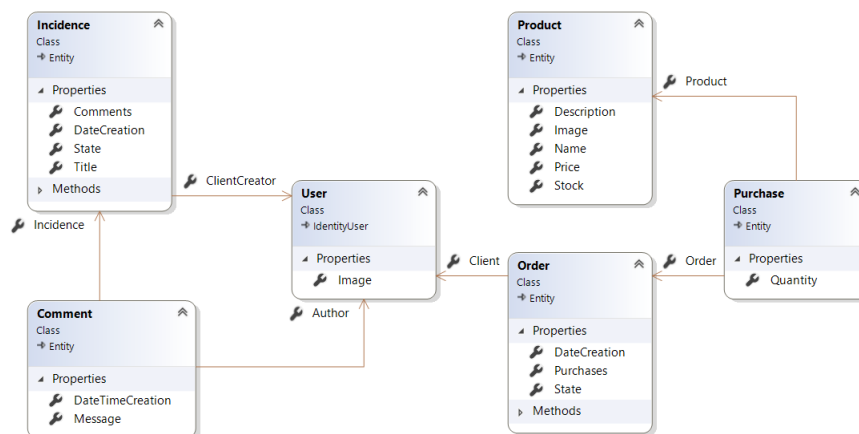 Incidence
Class
Entity
Properties
Comments
DateCreation
State
Title
Methods
ClientCreator
Incidence
User
Class
IdentityUser
Properties
Image
Comment
Class
Entity
Properties
DateTimeCreation
Message
Author
Product
Class
Entity
Properties
Description
Image
Name
Price
Stock
Product
Purchase
Class
Entity
Properties
Quantity
Order
Client
Order
Class
Entity
Properties
DateCreation
Purchases
State
Methods